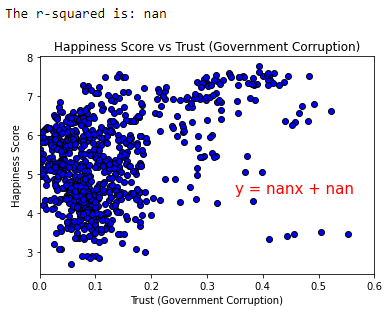 The r-squared is: nan
Happiness Score vs Trust (Government Corruption)
8
7
6
5
4
3
Happiness Score
y = nanx + nan
0.0 0.1 0.2 0.3 0.4 0.5 0.6
Trust (Government Corruption)